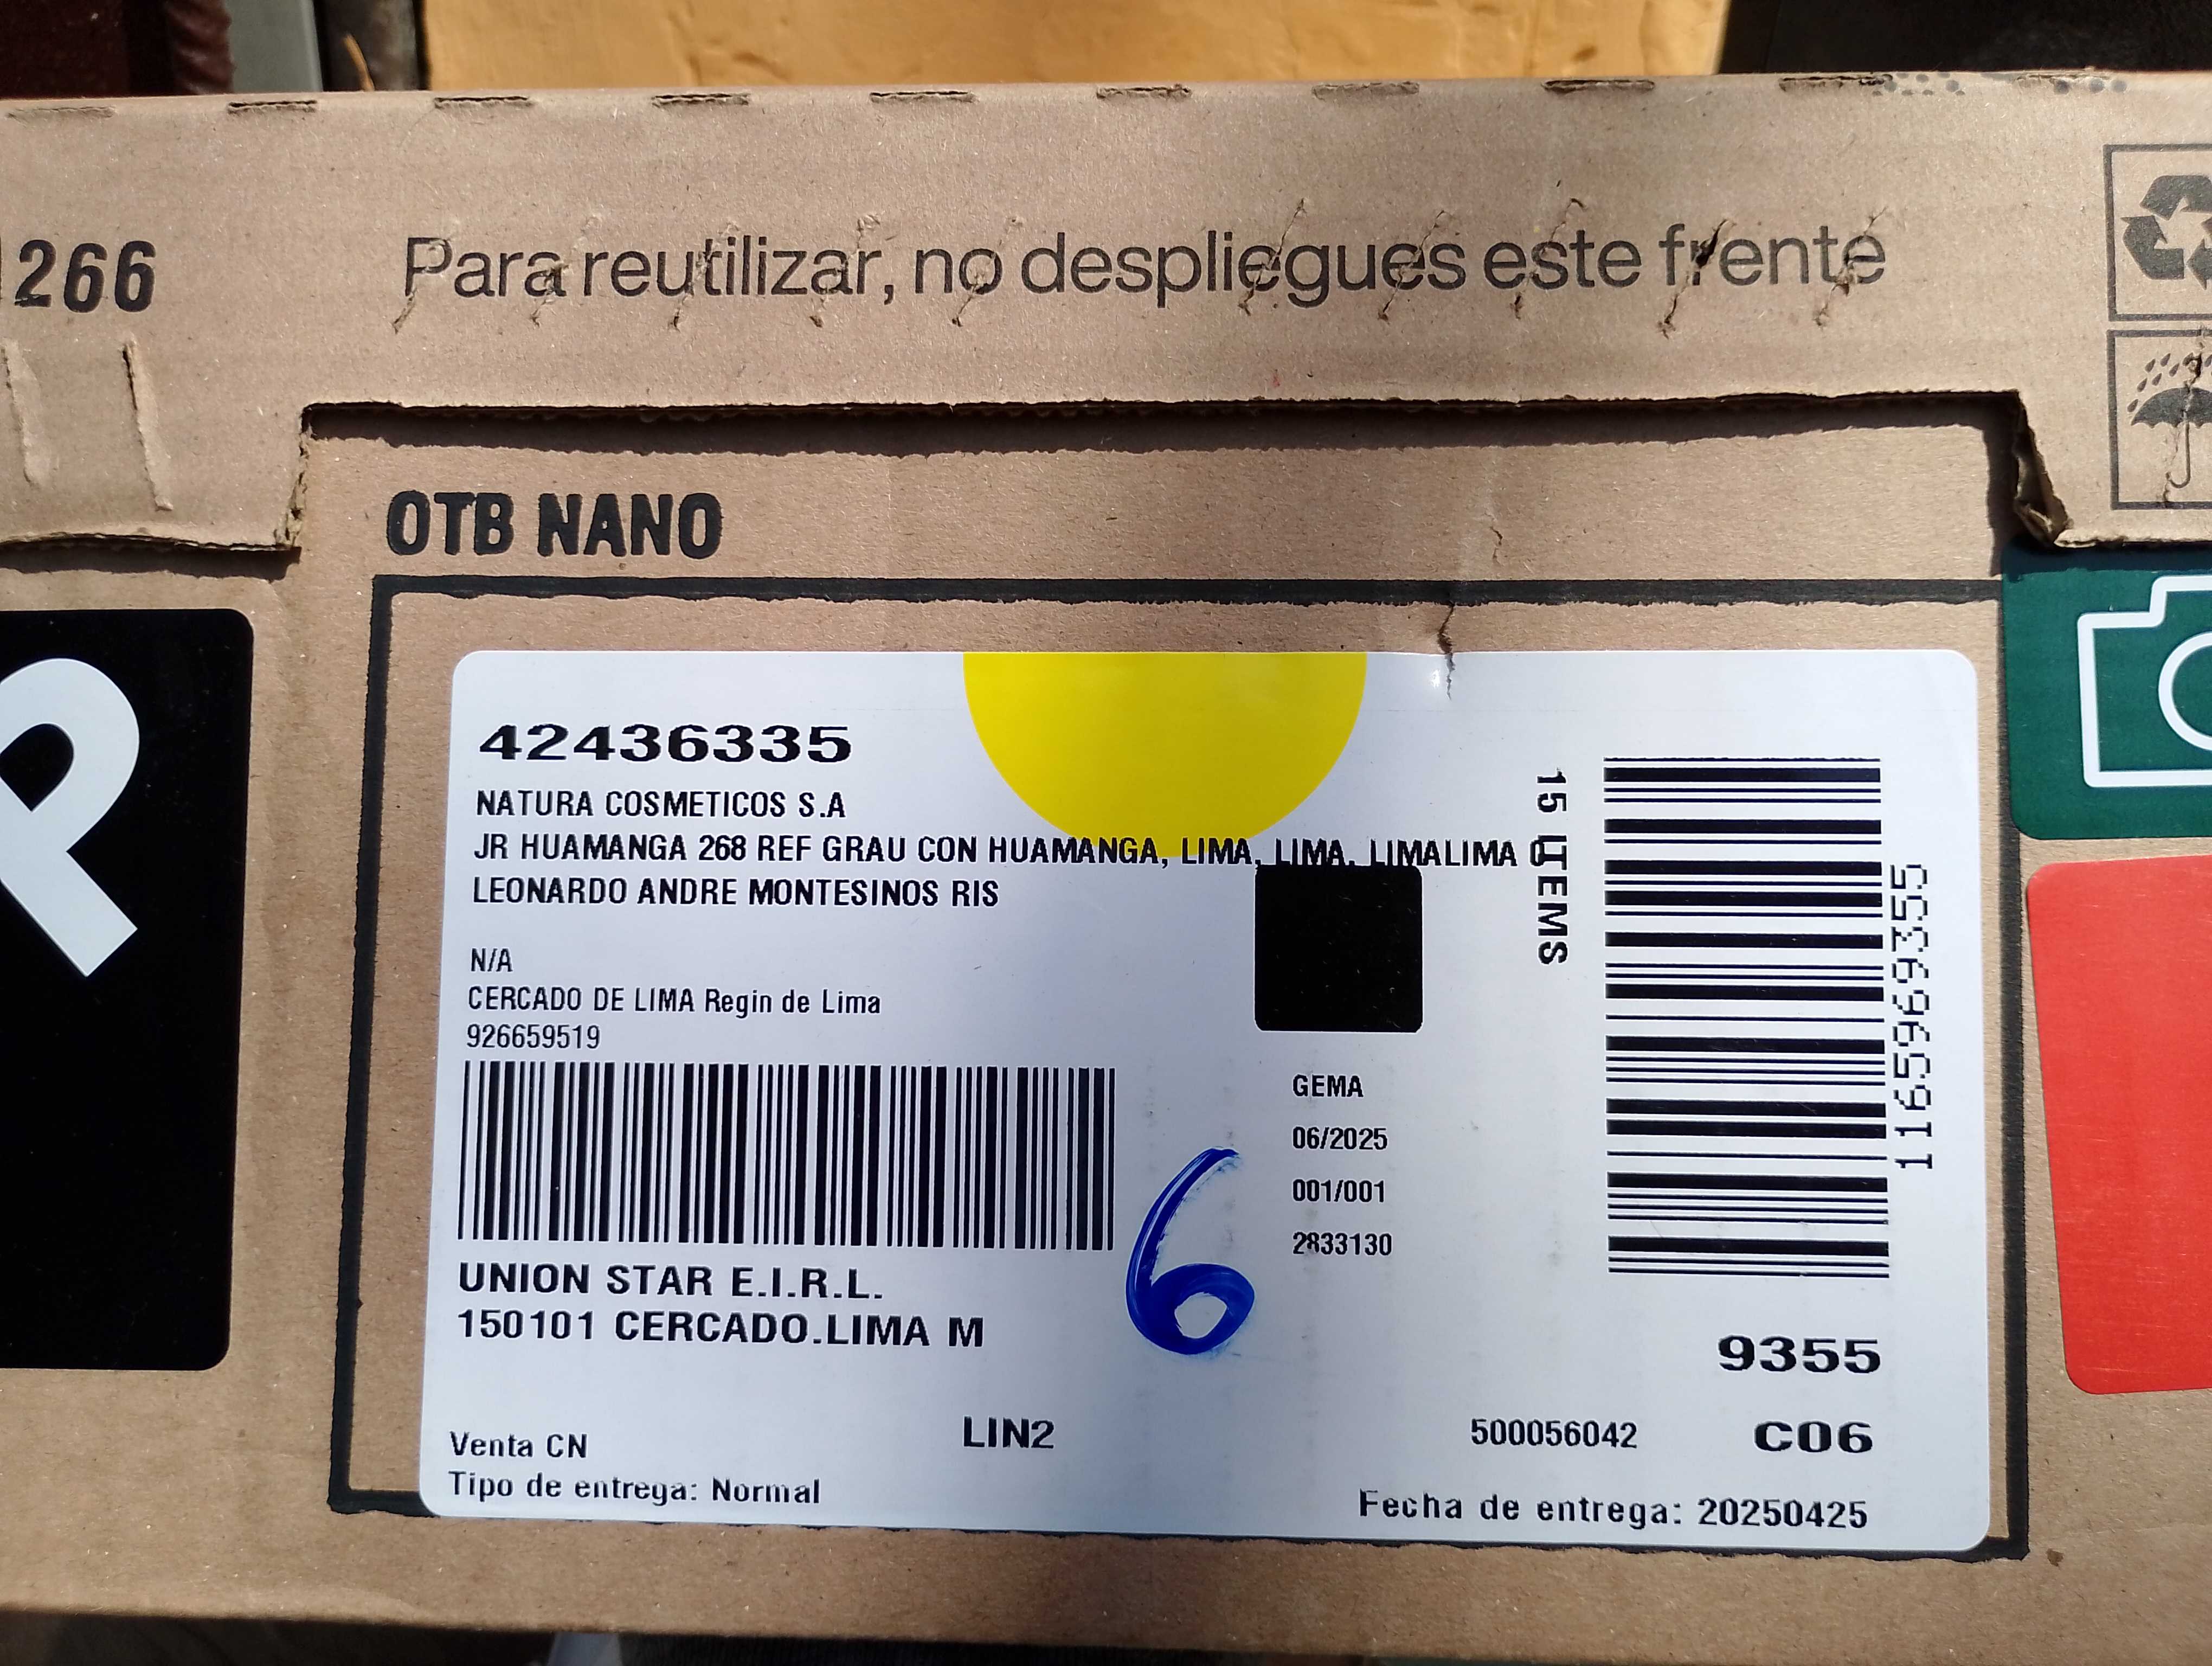 1266
Para reutilizar, no despliegues este frente
OTB NANO
42436335
NATURA COSMETICOS S.A
JR HUAMANGA 268 REF GRAU CON HUAMANGA, LIMA, LIMA, LIMALIMA
LEONARDO ANDRE MONTESINOS RIS
15 ITEMS
N/A
CERCADO DE LIMA Regin de Lima
926659519
1165969355
GEMA
06/2025
001/001
2833130
6
UNION STAR E.I.R.L.
150101 CERCADO.LIMA M
9355
Venta CN
LIN2
500056042
C06
Tipo de entrega: Normal
Fecha de entrega: 20250425